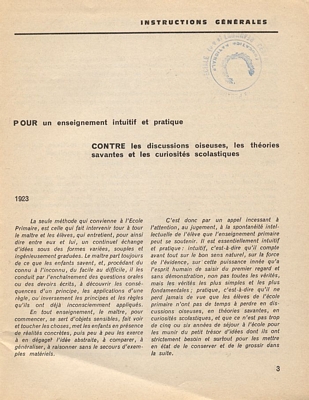 INSTRUCTIONS GÉNÉRALES
POUR un enseignement intuitif et pratique
CONTRE les discussions oiseuses, les théories
savantes et les curiosités scolastiques
1923
La seule méthode qui convienne à l'Ecole
Primaire, est celle qui fait intervenir tour à tour
le maître et les élèves, qui entretient, pour ainsi
dire entre eux et lui, un continuel échange
d'idées sous des formes variées, souples et
ingénieusement graduées. Le maître part toujours
de ce que les enfants savent, et, procédant du
connu à l'inconnu, du facile au difficile, il les
conduit par l'enchaînement des questions orales
ou des devoirs écrits, à découvrir les consé-
quences d'un principe, les applications d'une
règle, ou inversement les principes et les règles
qu'ils ont déjà inconsciemment appliqués.
En tout enseignement, le maître, pour
commencer, se sert d'objets sensibles, fait voir
et toucher les choses, met les enfants en présence
de réalités concrètes, puis peu à peu les exerce
à en dégager l'idée abstraite, à comparer, à
généraliser, à raisonner sans le secours d'exem-
ples matériels.
C'est donc par un appel incessant à
l'attention, au jugement, à la spontanéité intel-
lectuelle de l'élève que l'enseignement primaire
peut se soutenir. Il est essentiellement intuitif
et pratique : intuitif, c'est-à-dire qu'il compte
avant tout sur le bon sens naturel, sur la force
de l'évidence, sur cette puissance innée qu'a
l'esprit humain de saisir du premier regard et
sans démonstration, non pas toutes les vérités,
mais les vérités les plus simples et les plus
fondamentales ; pratique, c'est-à-dire qu'il ne
perd jamais de vue que les élèves de l'école
primaire n'ont pas de temps à perdre en dis-
cussions oiseuses, en théories savantes, en
curiosités scolastiques, et que ce n'est pas trop
de cinq ou six années de séjour à l'école pour
les munir du petit trésor d'idées dont ils ont
strictement besoin et surtout pour les mettre
en état de le conserver et de le grossir dans
la suite.
3